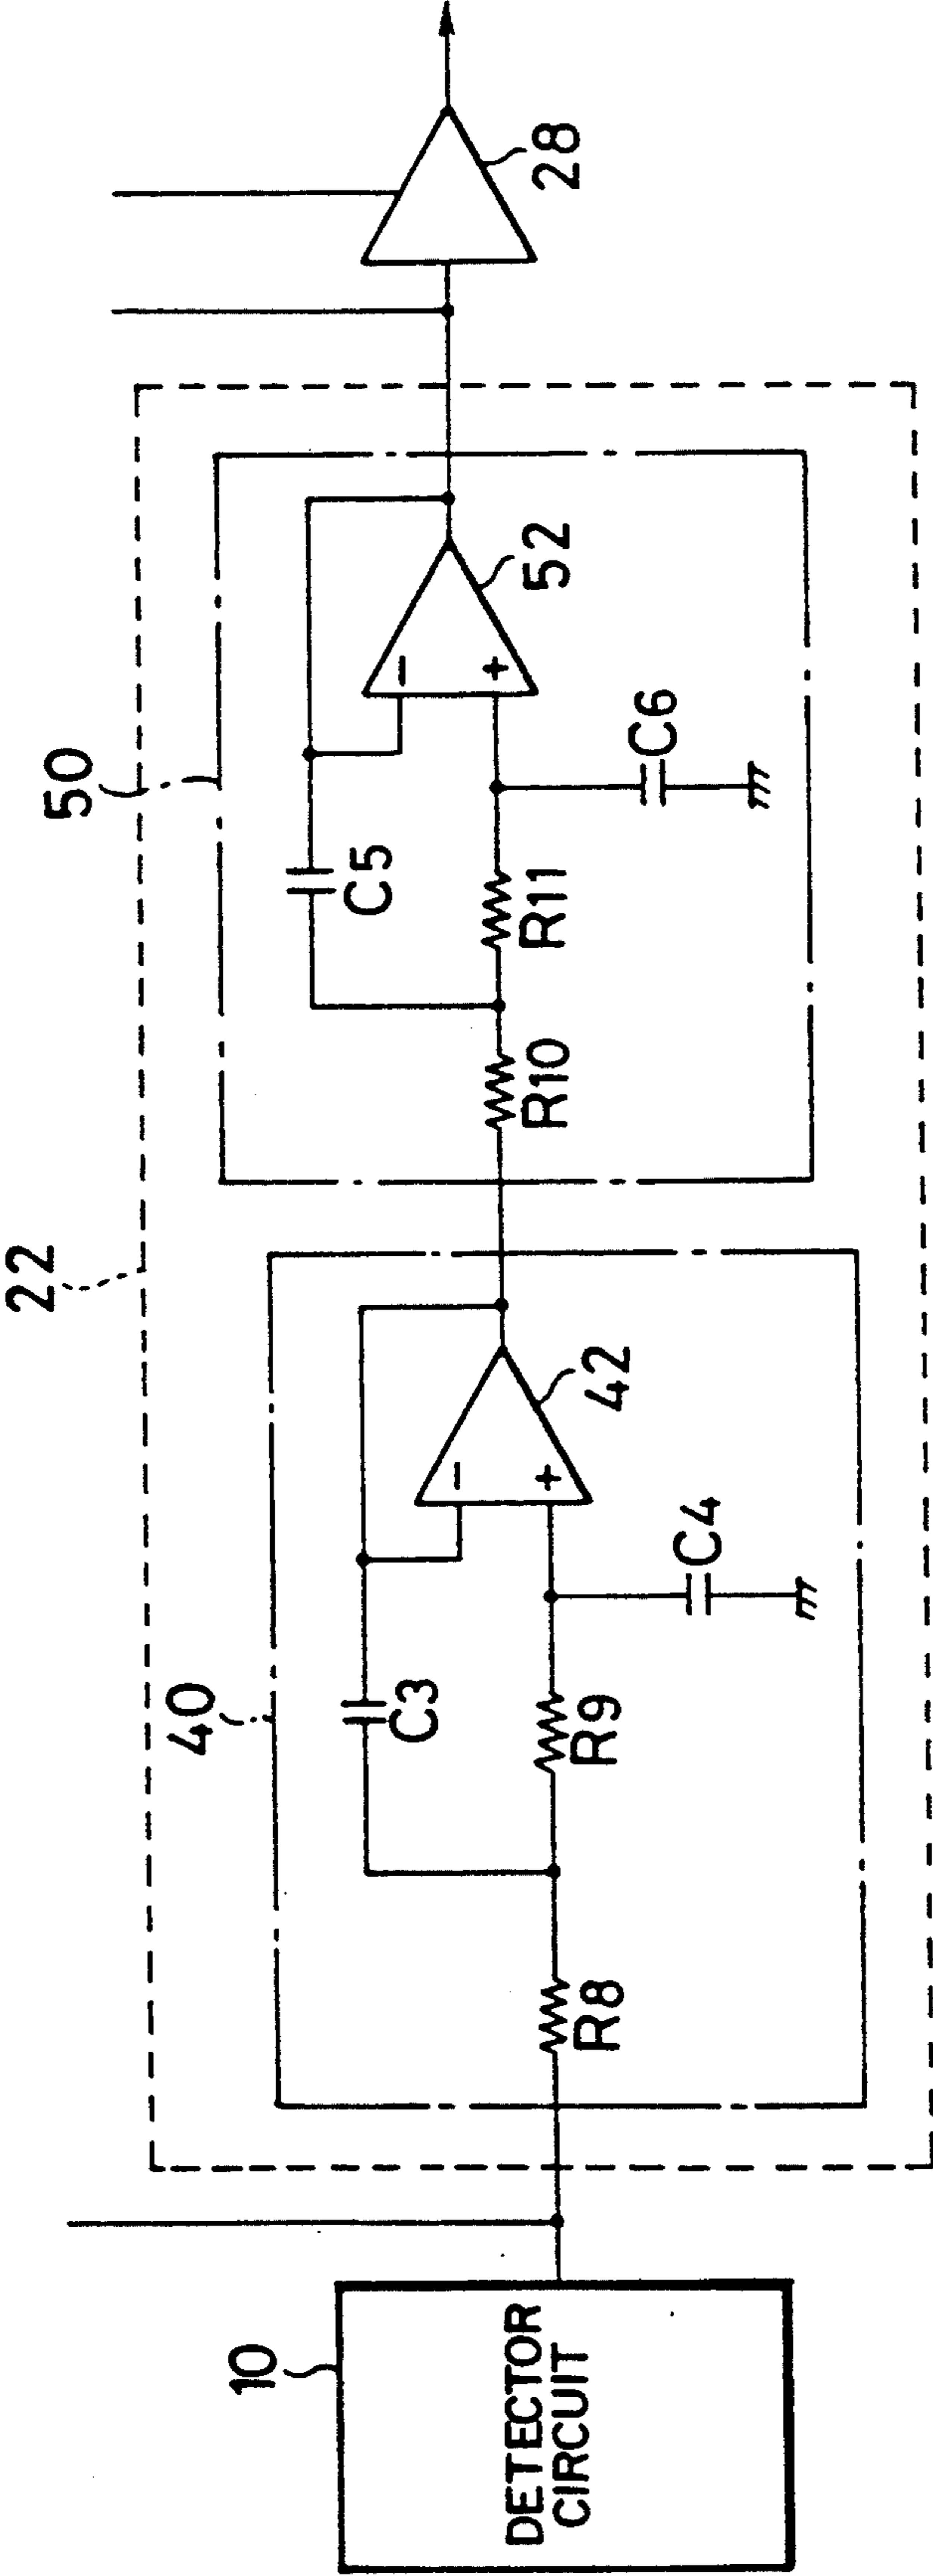 22
50
40
10
C5
52
28
R10
R11
C6
C3
42
R8
R9
C4
DETECTOR
CIRCUIT
−
+
−
+